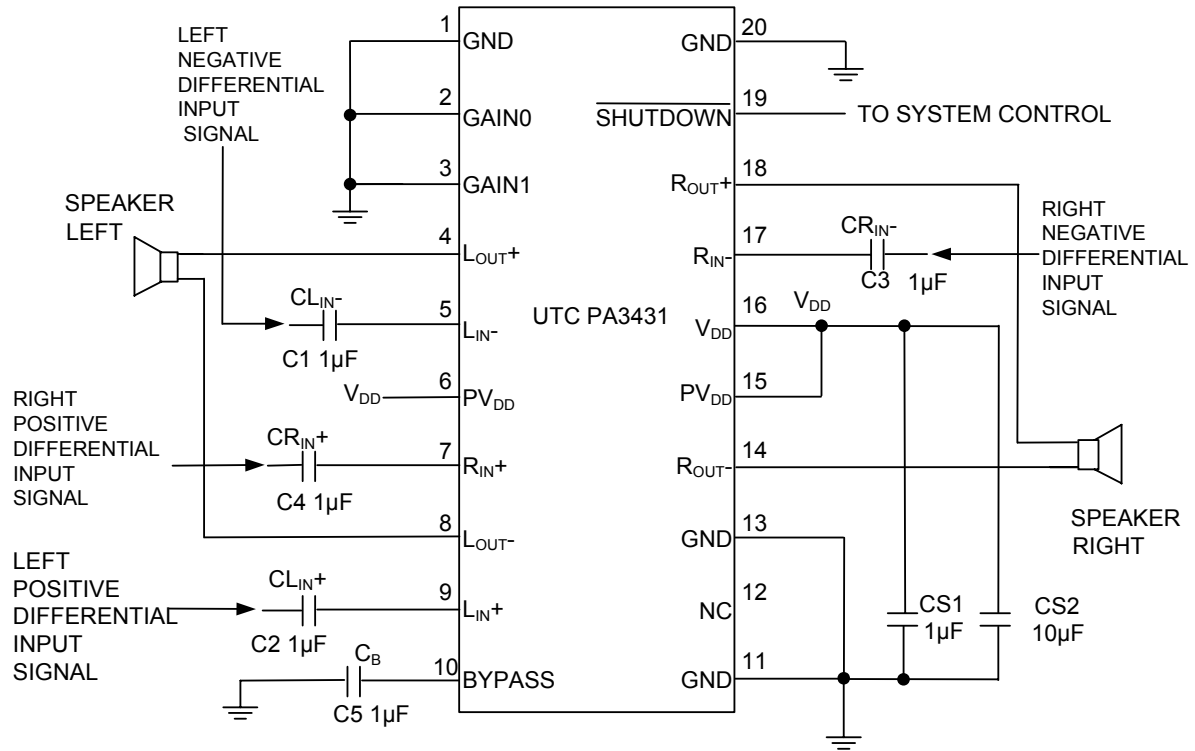 LEFT
NEGATIVE
DIFFERENTIAL
INPUT
SIGNAL
1
GND
2
GAIN0
3
GAIN1
SPEAKER
LEFT
4
LOUT+
CLIN-
5
LIN-
C1 1µF
VDD
6
PVDD
RIGHT
POSITIVE
DIFFERENTIAL
INPUT
SIGNAL
CRIN+
7
RIN+
C4 1µF
8
LOUT-
LEFT
POSITIVE
DIFFERENTIAL
INPUT
SIGNAL
CLIN+
9
LIN+
C2 1µF
CB
10
BYPASS
C5 1µF
UTC PA3431
20
GND
19
SHUTDOWN
TO SYSTEM CONTROL
18
ROUT+
17
RIN-
CRIN-
C3 1µF
RIGHT
NEGATIVE
DIFFERENTIAL
INPUT
SIGNAL
16
VDD
VDD
15
PVDD
14
ROUT-
SPEAKER
RIGHT
13
GND
12
NC
11
GND
CS1
1µF
CS2
10µF